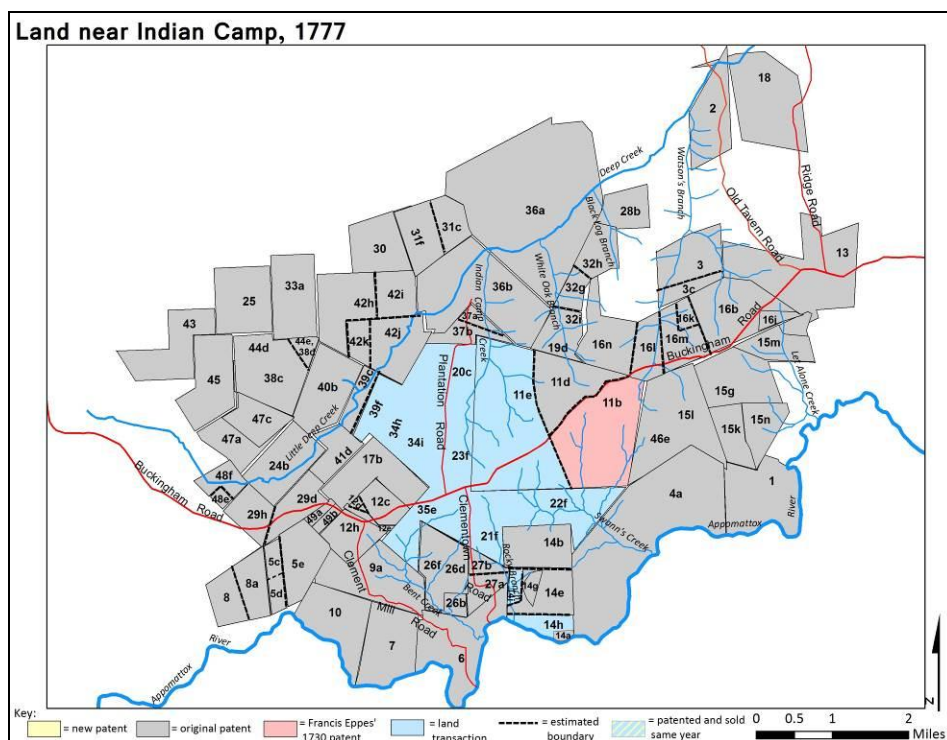 Land near Indian Camp, 1777
18
2
Deep Creek
Watson's Branch
Ridge Road
Old Tavern Road
36a
Black Vog Branch
28b
31c
31f
30
13
3
32h
3c
33a
Indian Camp Creek
White Oak Branch
36b
32g
25
42h
42i
16b
43
37a
32i
16k
16j
37b
42j
42k
16n
16l
16m
Buckingham Road
15m
44d
44e, 38d
19d
Les Alone Creek
45
38c
39c
20c
11d
40b
Plantation Road
11e
11b
15g
39f
47c
34h
15l
15k
15n
47a
Little Deep Creek
34i
46e
41d
23f
24b
17b
48f
Buckingham Road
48e
29d
12c
22f
4a
1
29h
49a
49b
35e
Clementown Road
Swann's Creek
Appomattox River
12h
21f
14b
5c
5e
9a
26f
26d
27b
8a
5d
Clement Mill Road
27a
14g
14e
8
Bent Creek
26b
10
14h
14a
7
6
Appomattox River
N
Key:
= new patent
= original patent
= Francis Eppes' 1730 patent
= land transaction
= estimated boundary
= patented and sold same year
0 0.5 1 2
Miles